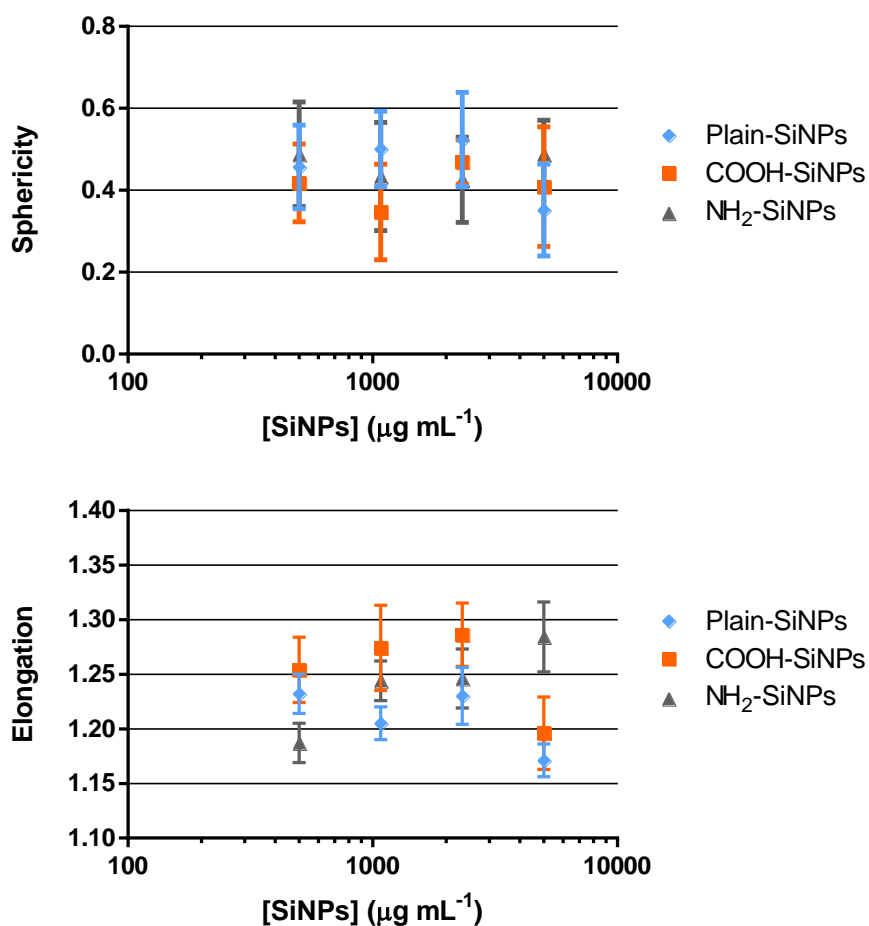 0.8
0.6
0.4
0.2
0.0
Sphericity
100
1000
10000
[SiNPs] (μg mL⁻¹)
Plain-SiNPs
COOH-SiNPs
NH₂-SiNPs
1.40
1.35
1.30
1.25
1.20
1.15
1.10
Elongation
100
1000
10000
[SiNPs] (μg mL⁻¹)
Plain-SiNPs
COOH-SiNPs
NH₂-SiNPs